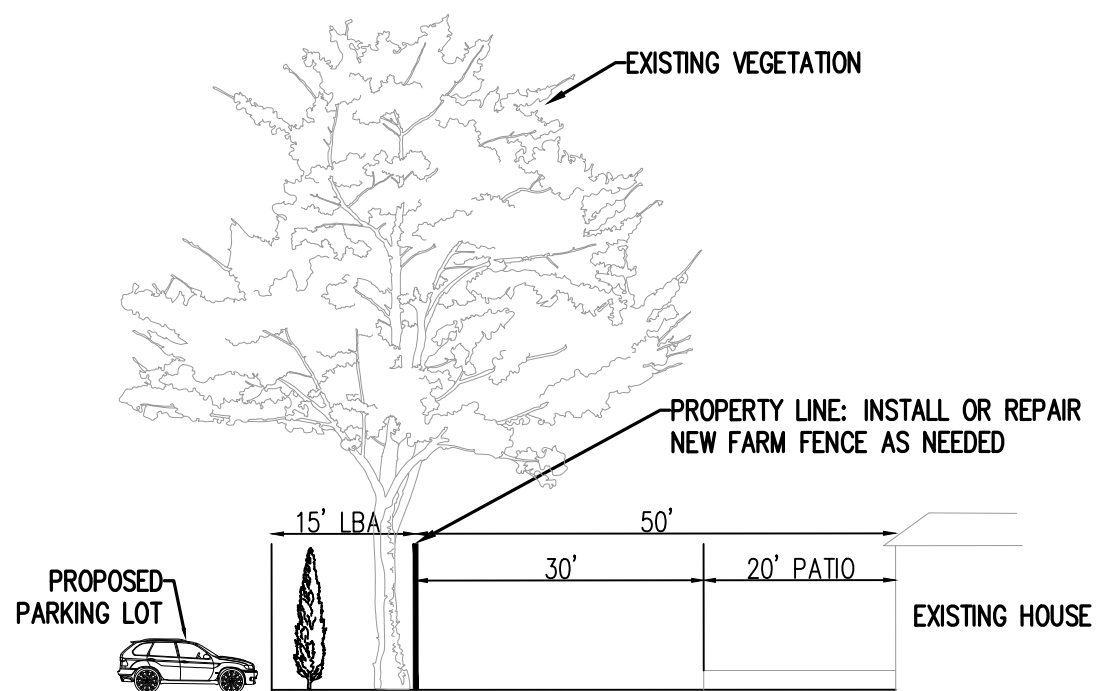 EXISTING VEGETATION
PROPERTY LINE: INSTALL OR REPAIR
NEW FARM FENCE AS NEEDED
15' LBA
50'
30'
20' PATIO
PROPOSED
PARKING LOT
EXISTING HOUSE